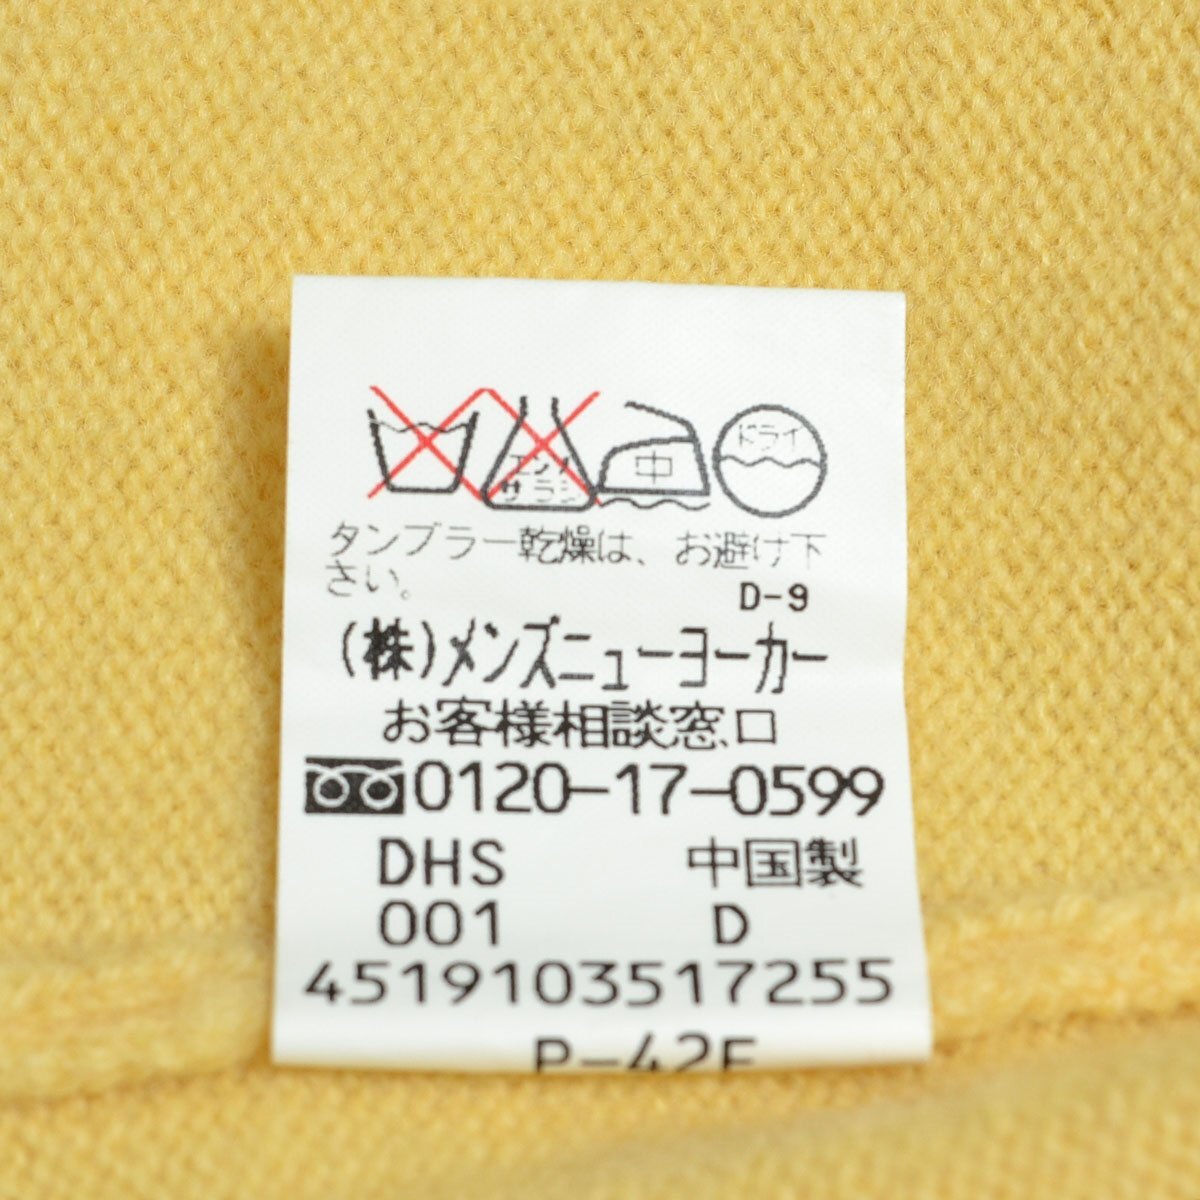 エンソ
サラシ
中
ドライ
タンブラー乾燥は、お避け下
さい。
D-9
(株)メンズニューヨーカー
お客様相談窓口
0120-17-0599
DHS 中国製
001 D
4519103517255